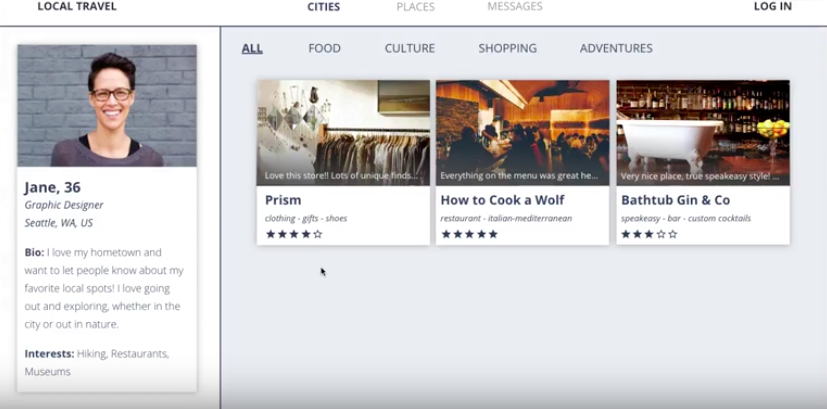 LOCAL TRAVEL
CITIES
PLACES
MESSAGES
LOG IN
ALL
FOOD
CULTURE
SHOPPING
ADVENTURES
Jane, 36
Graphic Designer
Seattle, WA, US
Bio: I love my hometown and
want to let people know about my
favorite local spots! I love going
out and exploring, whether in the
city or out in nature.
Interests: Hiking, Restaurants,
Museums
Love this store!! Lots of unique finds...
Prism
clothing - gifts - shoes
Everything on the menu was great he...
How to Cook a Wolf
restaurant - italian-mediterranean
Very nice place, true speakeasy style! ...
Bathtub Gin & Co
speakeasy - bar - custom cocktails